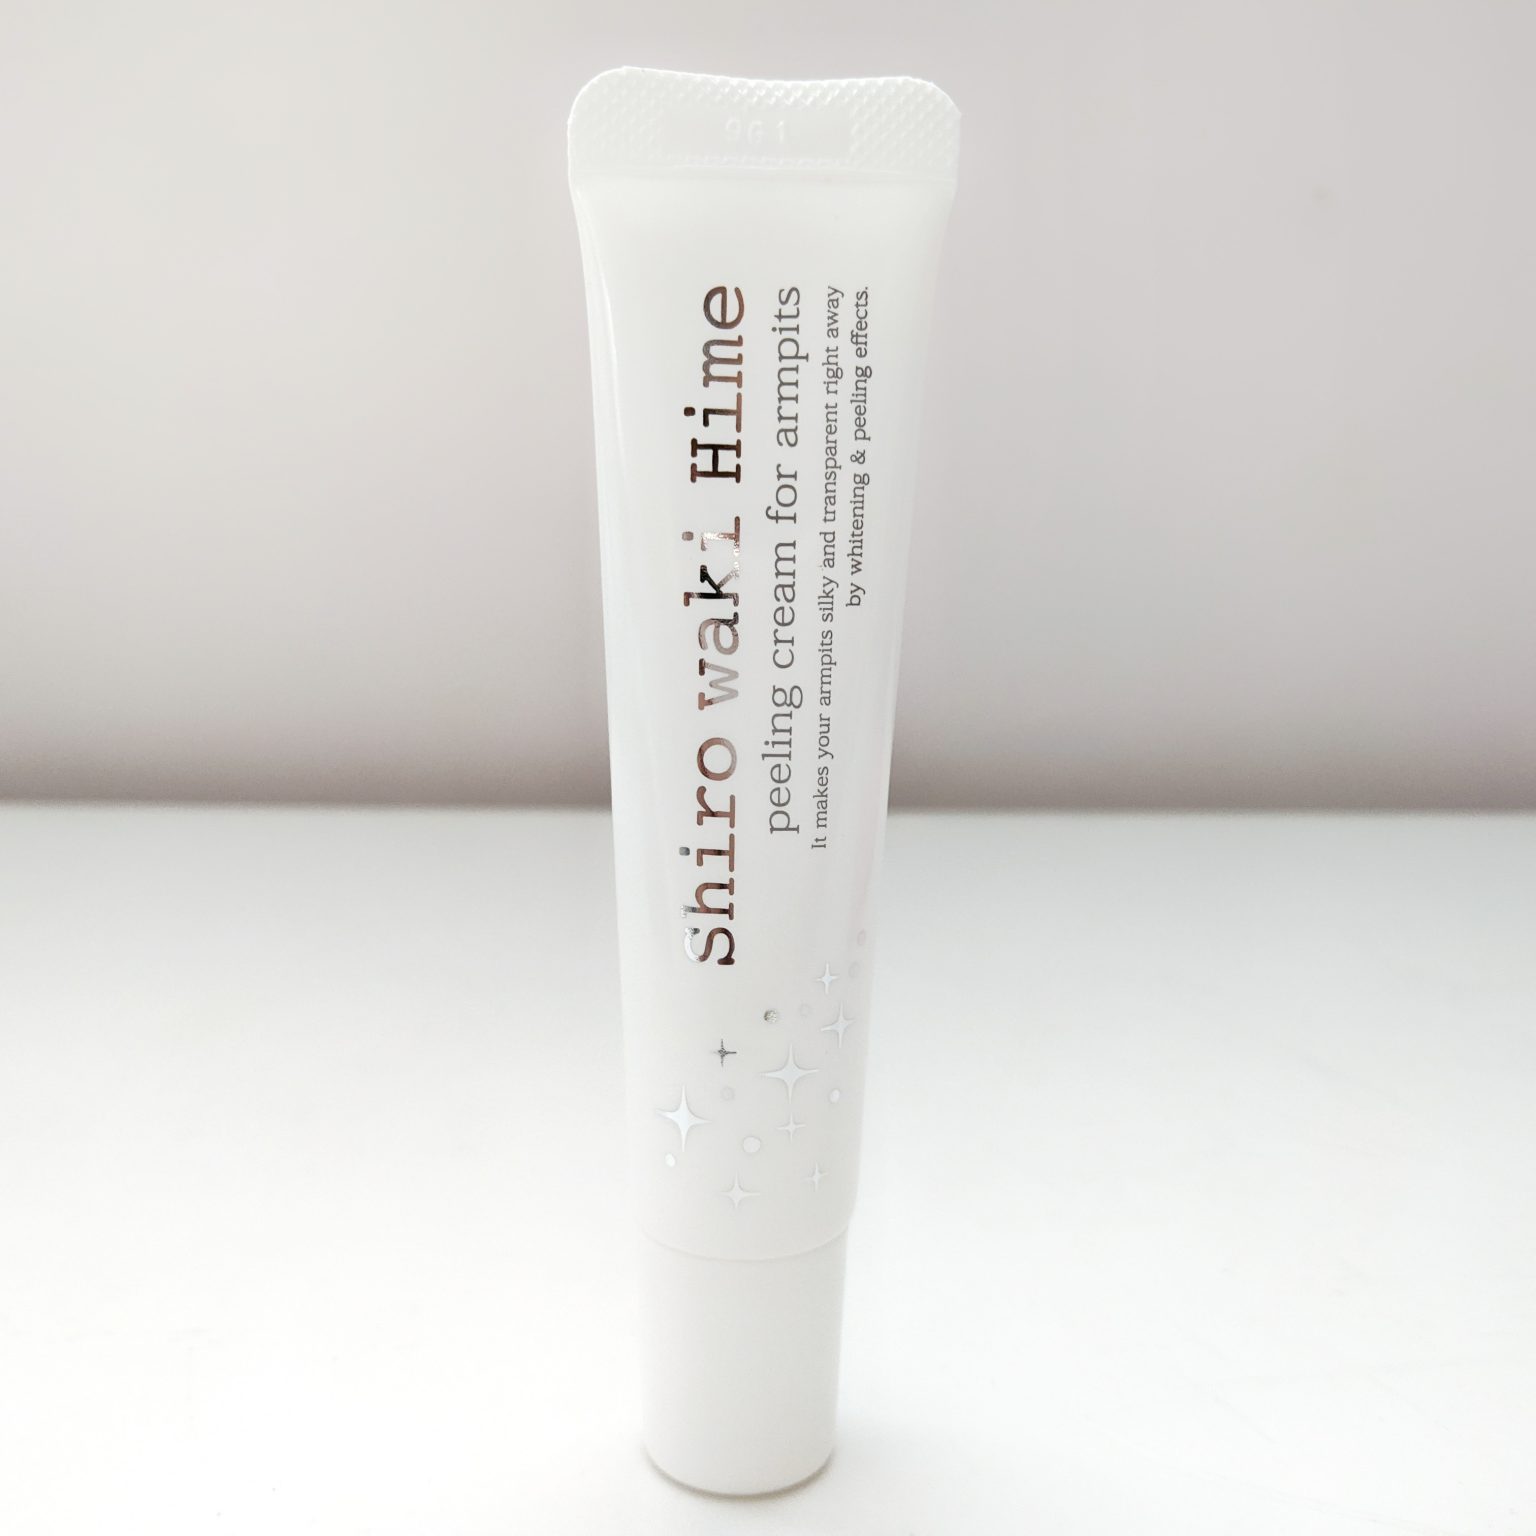 9G1
Shiro waki Hime
peeling cream for armpits
It makes your armpits silky and transparent right away
by whitening & peeling effects.